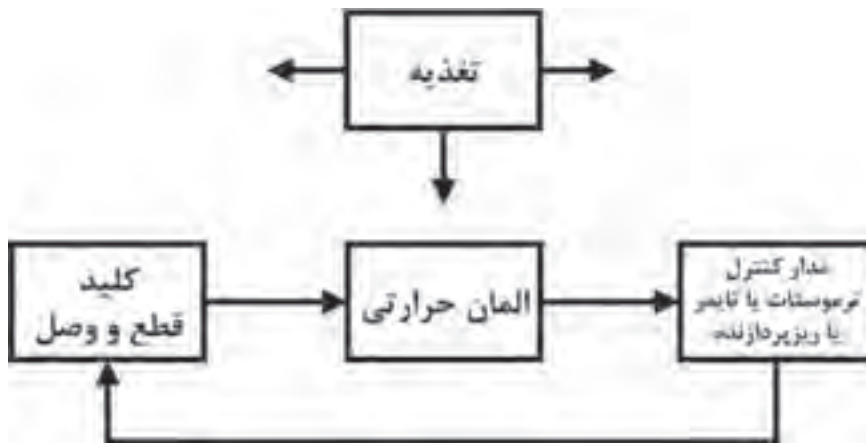 تغذیه
کلید
قطع و وصل
المان حرارتی
مدار کنترل
ترموستات یا تایمر
یا ریزپردازنده